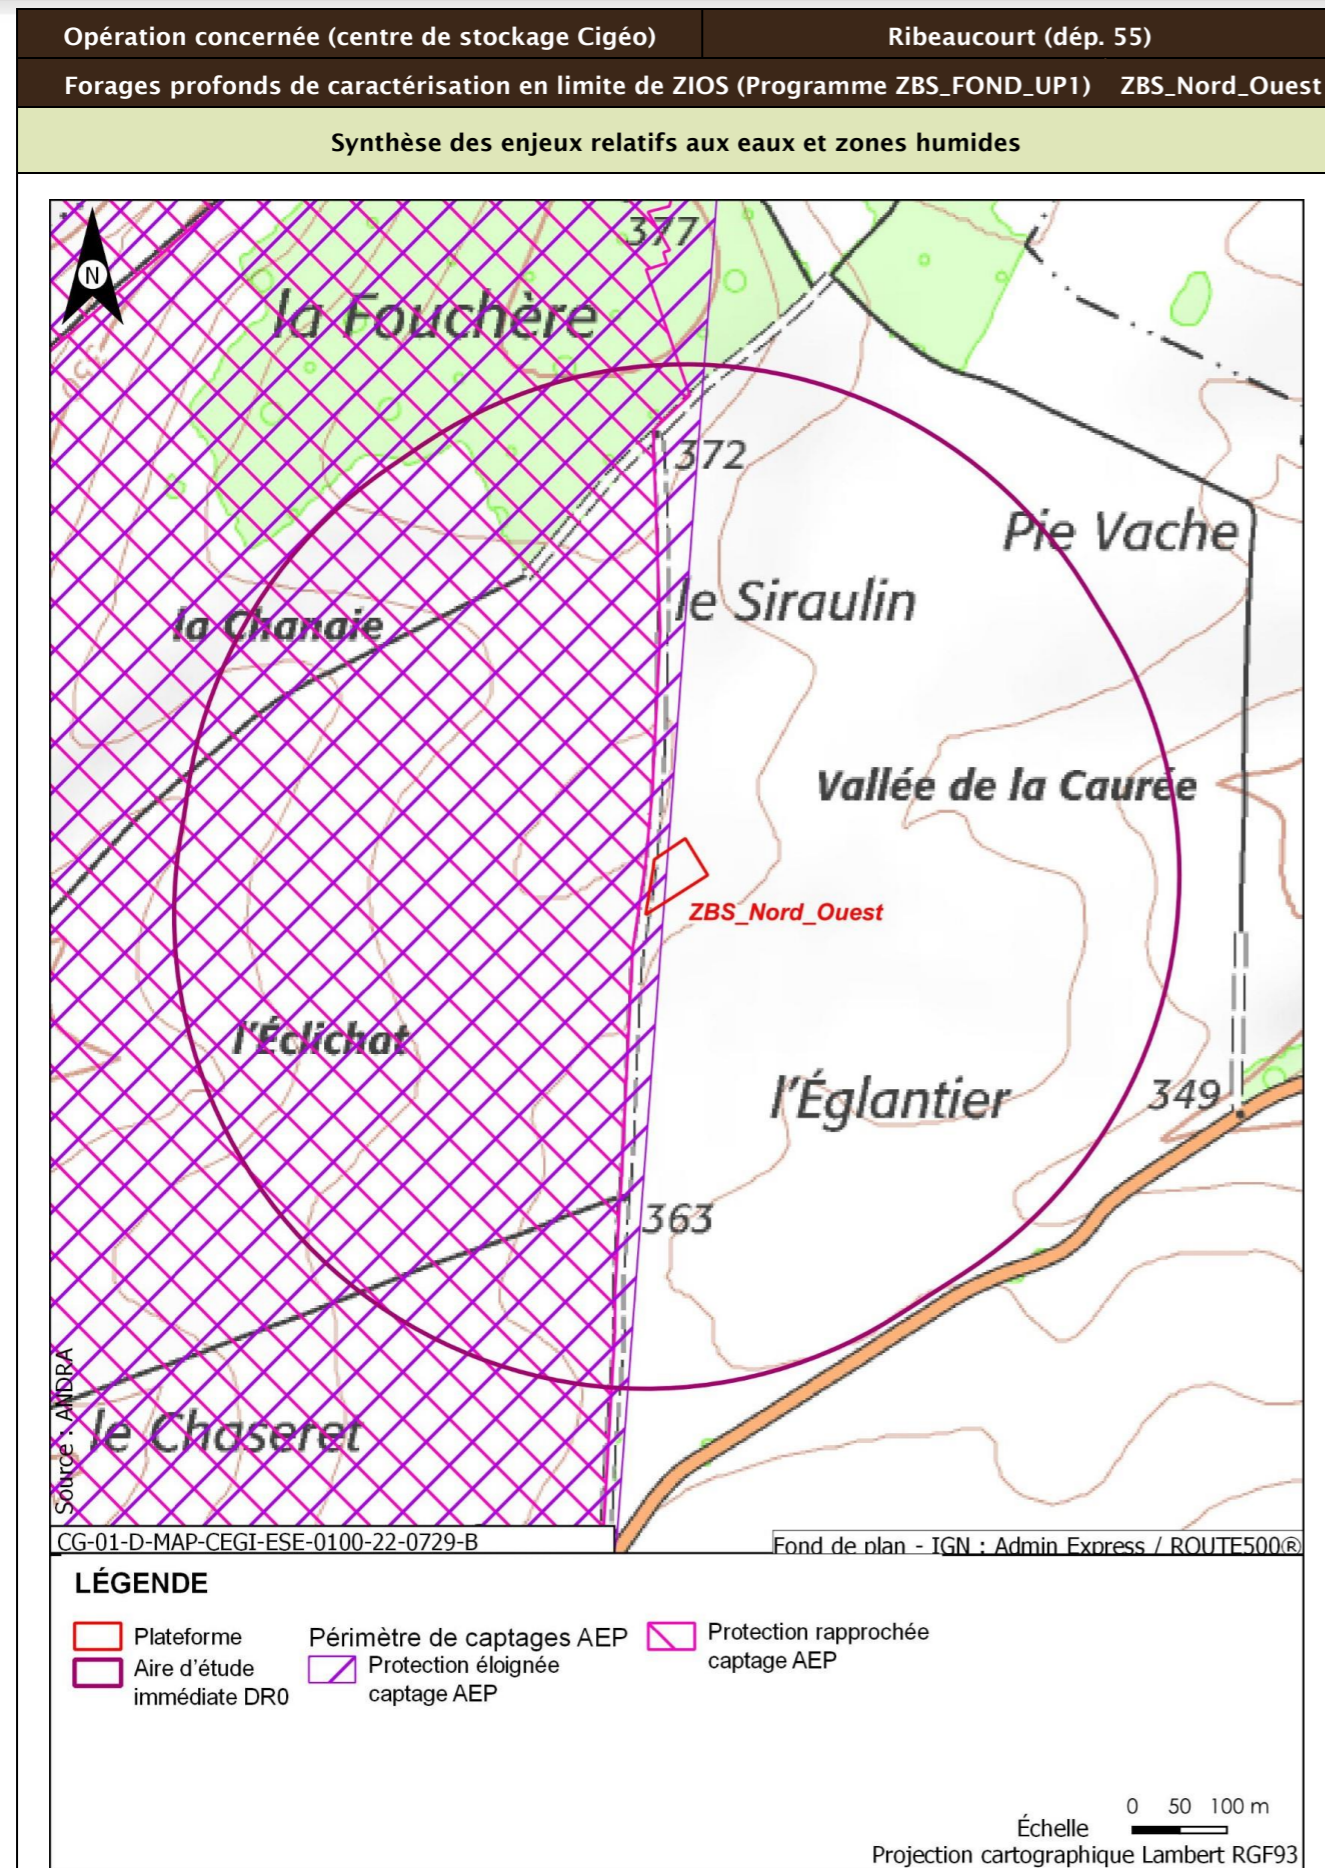 Opération concernée (centre de stockage Cigéo)
Ribeaucourt (dép. 55)
Forages profonds de caractérisation en limite de ZIOS (Programme ZBS_FOND_UP1) ZBS_Nord_Ouest
Synthèse des enjeux relatifs aux eaux et zones humides
N
377
la Fouchère
372
Pie Vache
le Siraulin
la Chanaie
Vallée de la Caurée
ZBS_Nord_Ouest
l'Éclichat
l'Églantier
349
363
le Chaseret
Source : ANDRA
CG-01-D-MAP-CEGI-ESE-0100-22-0729-B
Fond de plan - IGN : Admin Express / ROUTE500®
LÉGENDE
Plateforme
Aire d'étude
immédiate DR0
Périmètre de captages AEP
Protection éloignée
captage AEP
Protection rapprochée
captage AEP
0 50 100 m
Échelle
Projection cartographique Lambert RGF93